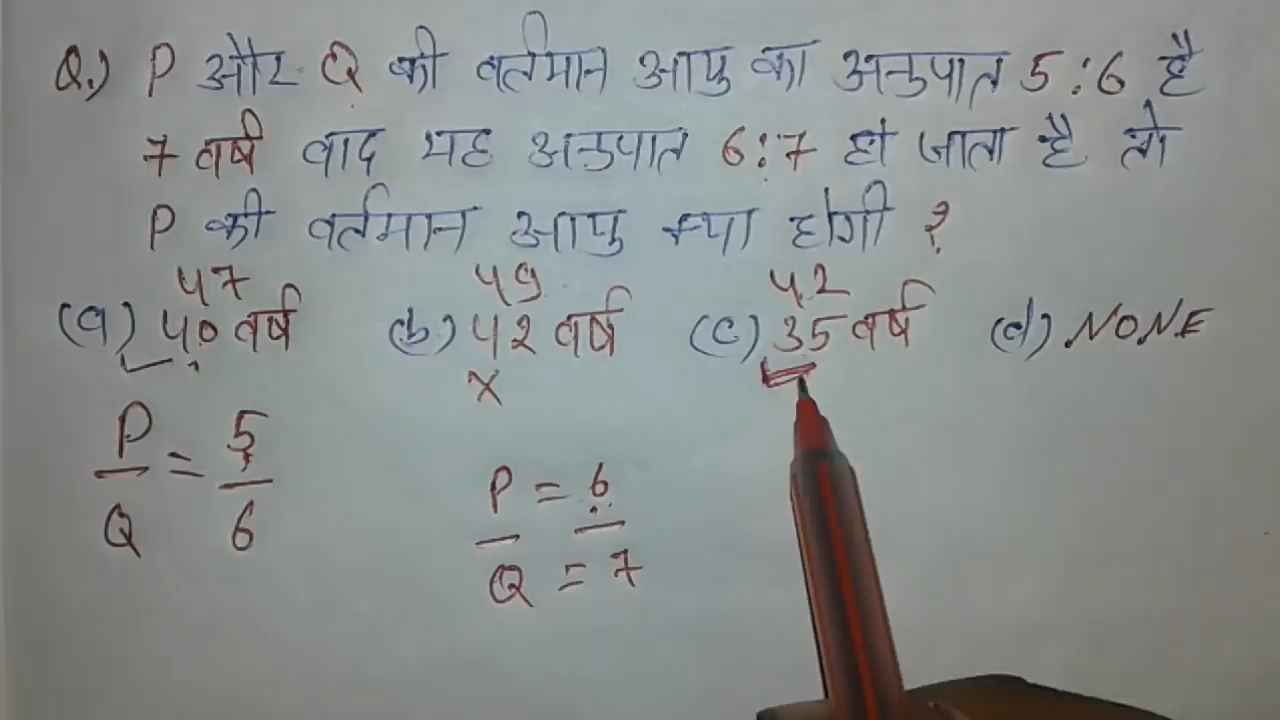 Q.) P और Q की वर्तमान आयु का अनुपात 5:6 है
7 वर्ष बाद यह अनुपात 6:7 हो जाता है तो
P की वर्तमान आयु क्या होगी ?
47 49 42
(a) 40 वर्ष (b) 42 वर्ष (c) 35 वर्ष (d) NONE
x
P/Q = 5/6
P = 6
Q = 7